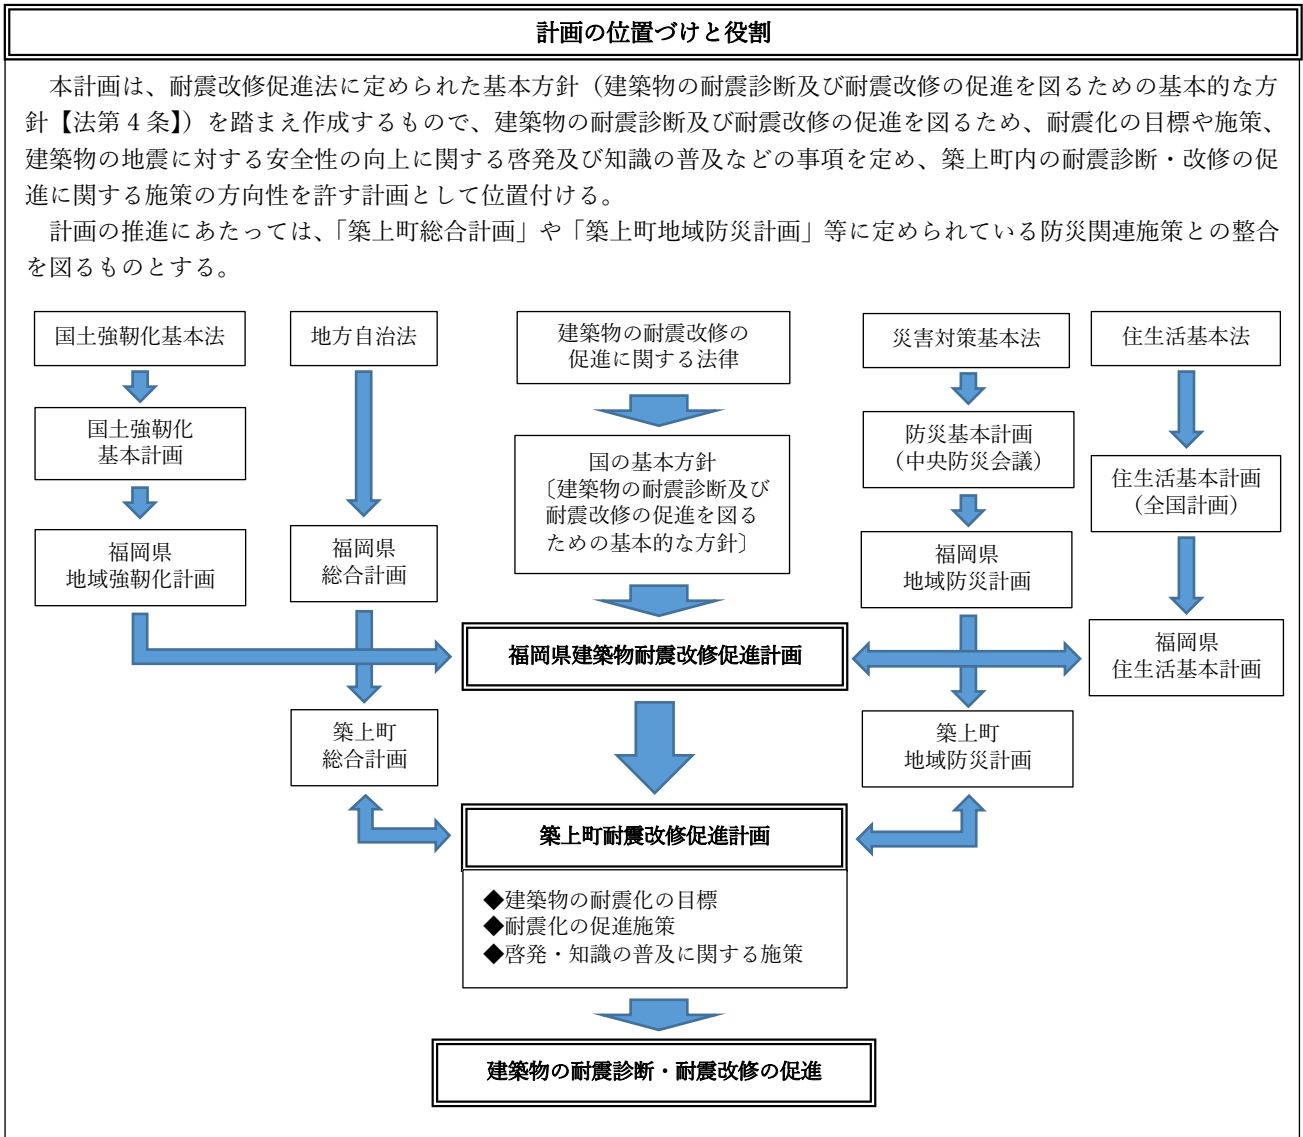 計画の位置づけと役割
本計画は、耐震改修促進法に定められた基本方針（建築物の耐震診断及び耐震改修の促進を図るための基本的な方
針【法第４条】）を踏まえ作成するもので、建築物の耐震診断及び耐震改修の促進を図るため、耐震化の目標や施策、
建築物の地震に対する安全性の向上に関する啓発及び知識の普及などの事項を定め、築上町内の耐震診断・改修の促
進に関する施策の方向性を許す計画として位置付ける。
計画の推進にあたっては、「築上町総合計画」や「築上町地域防災計画」等に定められている防災関連施策との整合
を図るものとする。
国土強靭化基本法
地方自治法
建築物の耐震改修の
促進に関する法律
災害対策基本法
住生活基本法
国土強靭化
基本計画
国の基本方針
〔建築物の耐震診断及び
耐震改修の促進を図る
ための基本的な方針〕
防災基本計画
（中央防災会議）
住生活基本計画
（全国計画）
福岡県
地域強靭化計画
福岡県
総合計画
福岡県
地域防災計画
福岡県建築物耐震改修促進計画
福岡県
住生活基本計画
築上町
総合計画
築上町
地域防災計画
築上町耐震改修促進計画
◆建築物の耐震化の目標
◆耐震化の促進施策
◆啓発・知識の普及に関する施策
建築物の耐震診断・耐震改修の促進